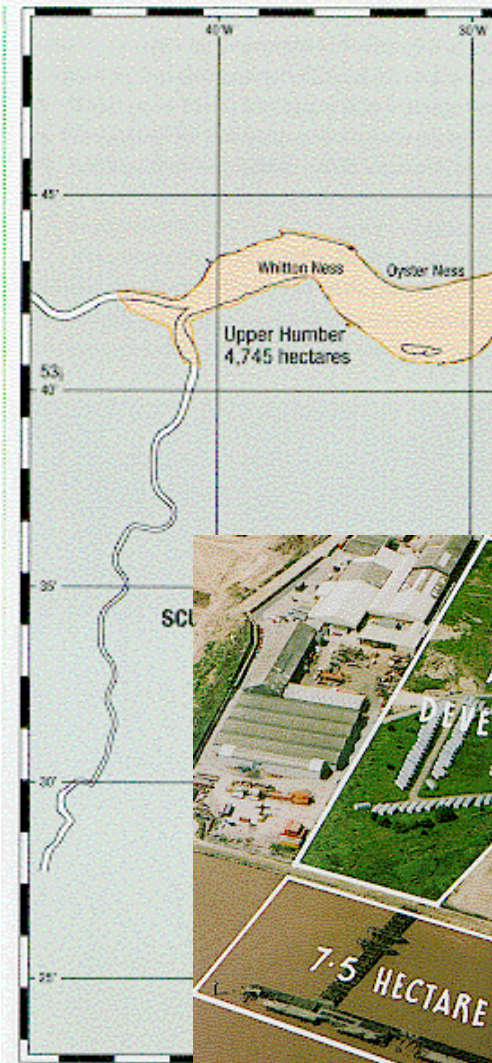 40'W
30'W
45'
Whitton Ness
Oyster Ness
Upper Humber
4,745 hectares
53
40'
35'
30'
25'
7·5 HECTARE